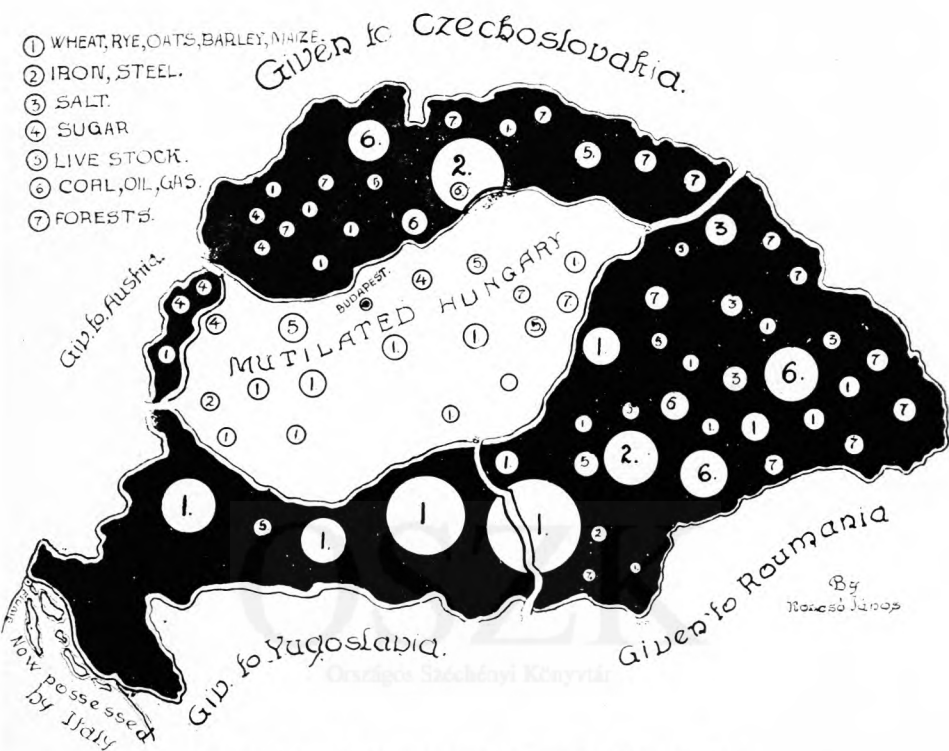 ① WHEAT, RYE, OATS, BARLEY, MAIZE.
② IRON, STEEL.
③ SALT.
④ SUGAR
⑤ LIVE STOCK.
⑥ COAL, OIL, GAS.
⑦ FORESTS.
Given to Czechoslovakia.
Giv. to Austria.
BUDAPEST.
MUTILATED HUNGARY
Giv. to Yugoslavia.
Given to Roumania
Now possessed
by Italy
By
János
OSZK
Országos Széchényi Könyvtár